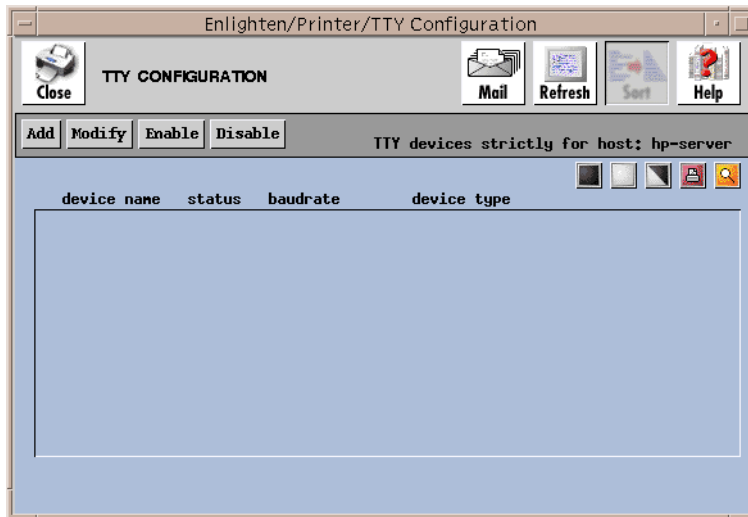 Enlighten/Printer/TTY Configuration
Close
TTY CONFIGURATION
Mail
Refresh
Sort
Help
Add Modify Enable Disable
TTY devices strictly for host: hp-server
device name status baudrate device type